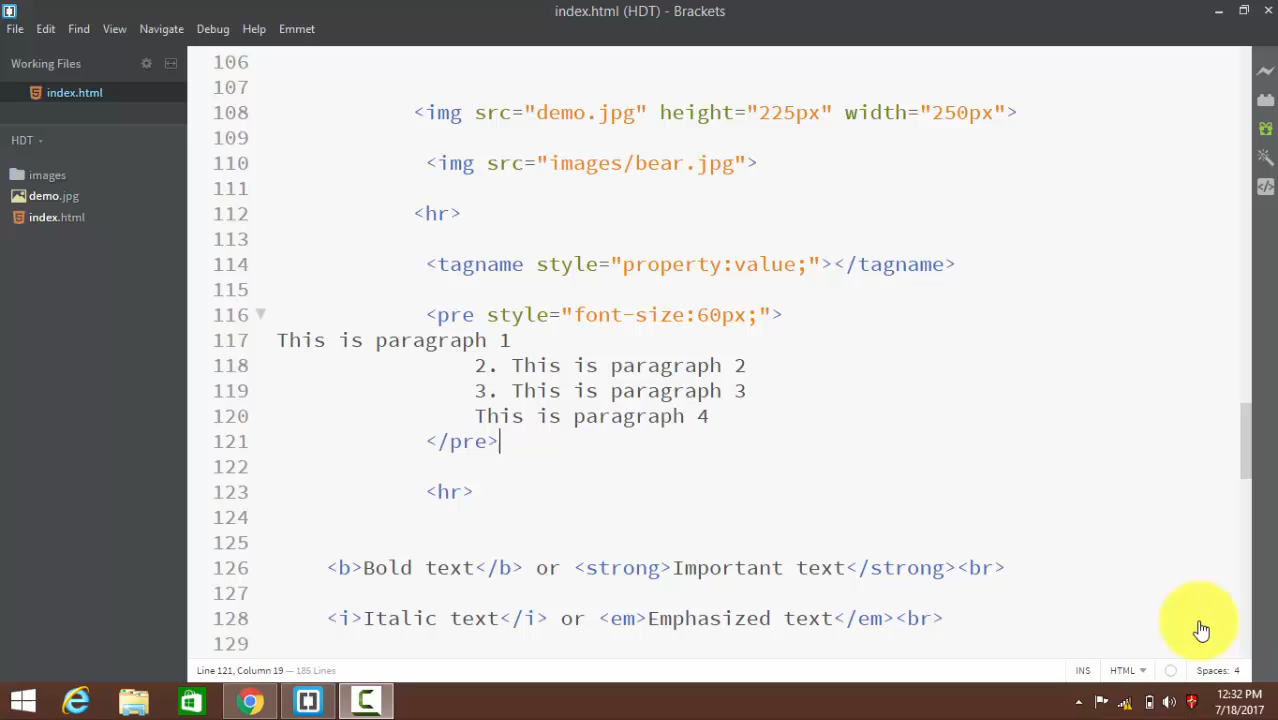 index.html (HDT) - Brackets
File Edit Find View Navigate Debug Help Emmet
Working Files
index.html
HDT
images
demo.jpg
index.html
106
107
108 <img src="demo.jpg" height="225px" width="250px">
109
110 <img src="images/bear.jpg">
111
112 <hr>
113
114 <tagname style="property:value;"></tagname>
115
116 <pre style="font-size:60px;">
117 This is paragraph 1
118 2. This is paragraph 2
119 3. This is paragraph 3
120 This is paragraph 4
121 </pre>
122
123 <hr>
124
125
126 <b>Bold text</b> or <strong>Important text</strong><br>
127
128 <i>Italic text</i> or <em>Emphasized text</em><br>
129
Line 121, Column 19 — 185 Lines INS HTML Spaces: 4
12:32 PM
7/18/2017